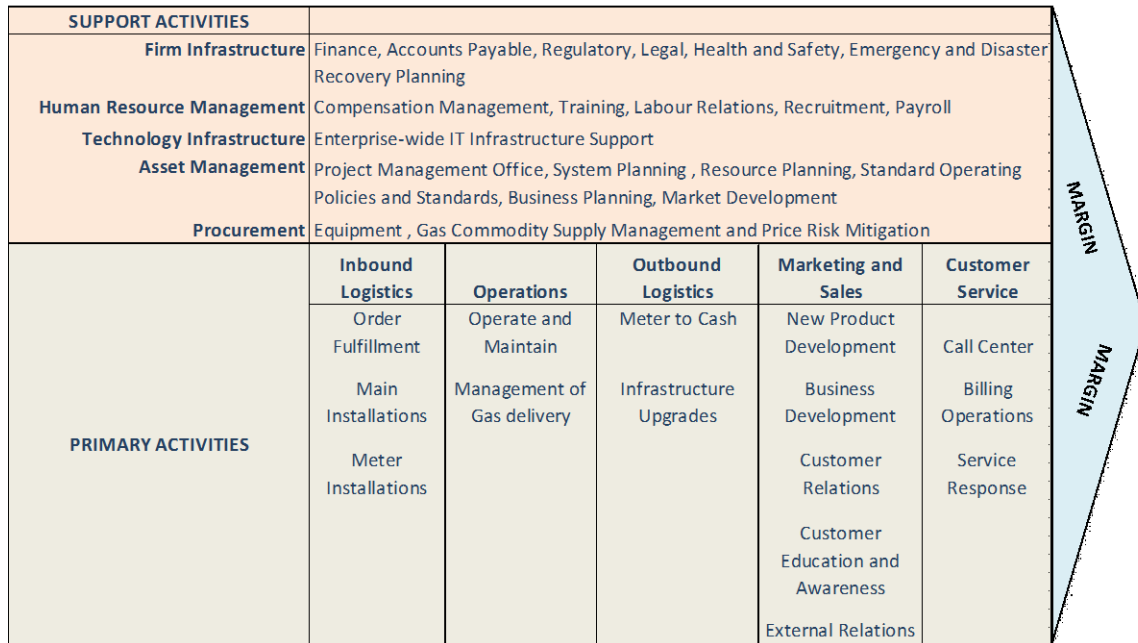 SUPPORT ACTIVITIES
Firm Infrastructure Finance, Accounts Payable, Regulatory, Legal, Health and Safety, Emergency and Disaster
Recovery Planning
Human Resource Management Compensation Management, Training, Labour Relations, Recruitment, Payroll
Technology Infrastructure Enterprise-wide IT Infrastructure Support
Asset Management Project Management Office, System Planning , Resource Planning, Standard Operating
Policies and Standards, Business Planning, Market Development
Procurement Equipment , Gas Commodity Supply Management and Price Risk Mitigation
PRIMARY ACTIVITIES
Inbound
Logistics
Order
Fulfillment
Main
Installations
Meter
Installations
Operations
Operate and
Maintain
Management of
Gas delivery
Outbound
Logistics
Meter to Cash
Infrastructure
Upgrades
Marketing and
Sales
New Product
Development
Business
Development
Customer
Relations
Customer
Education and
Awareness
External Relations
Customer
Service
Call Center
Billing
Operations
Service
Response
MARGIN
MARGIN